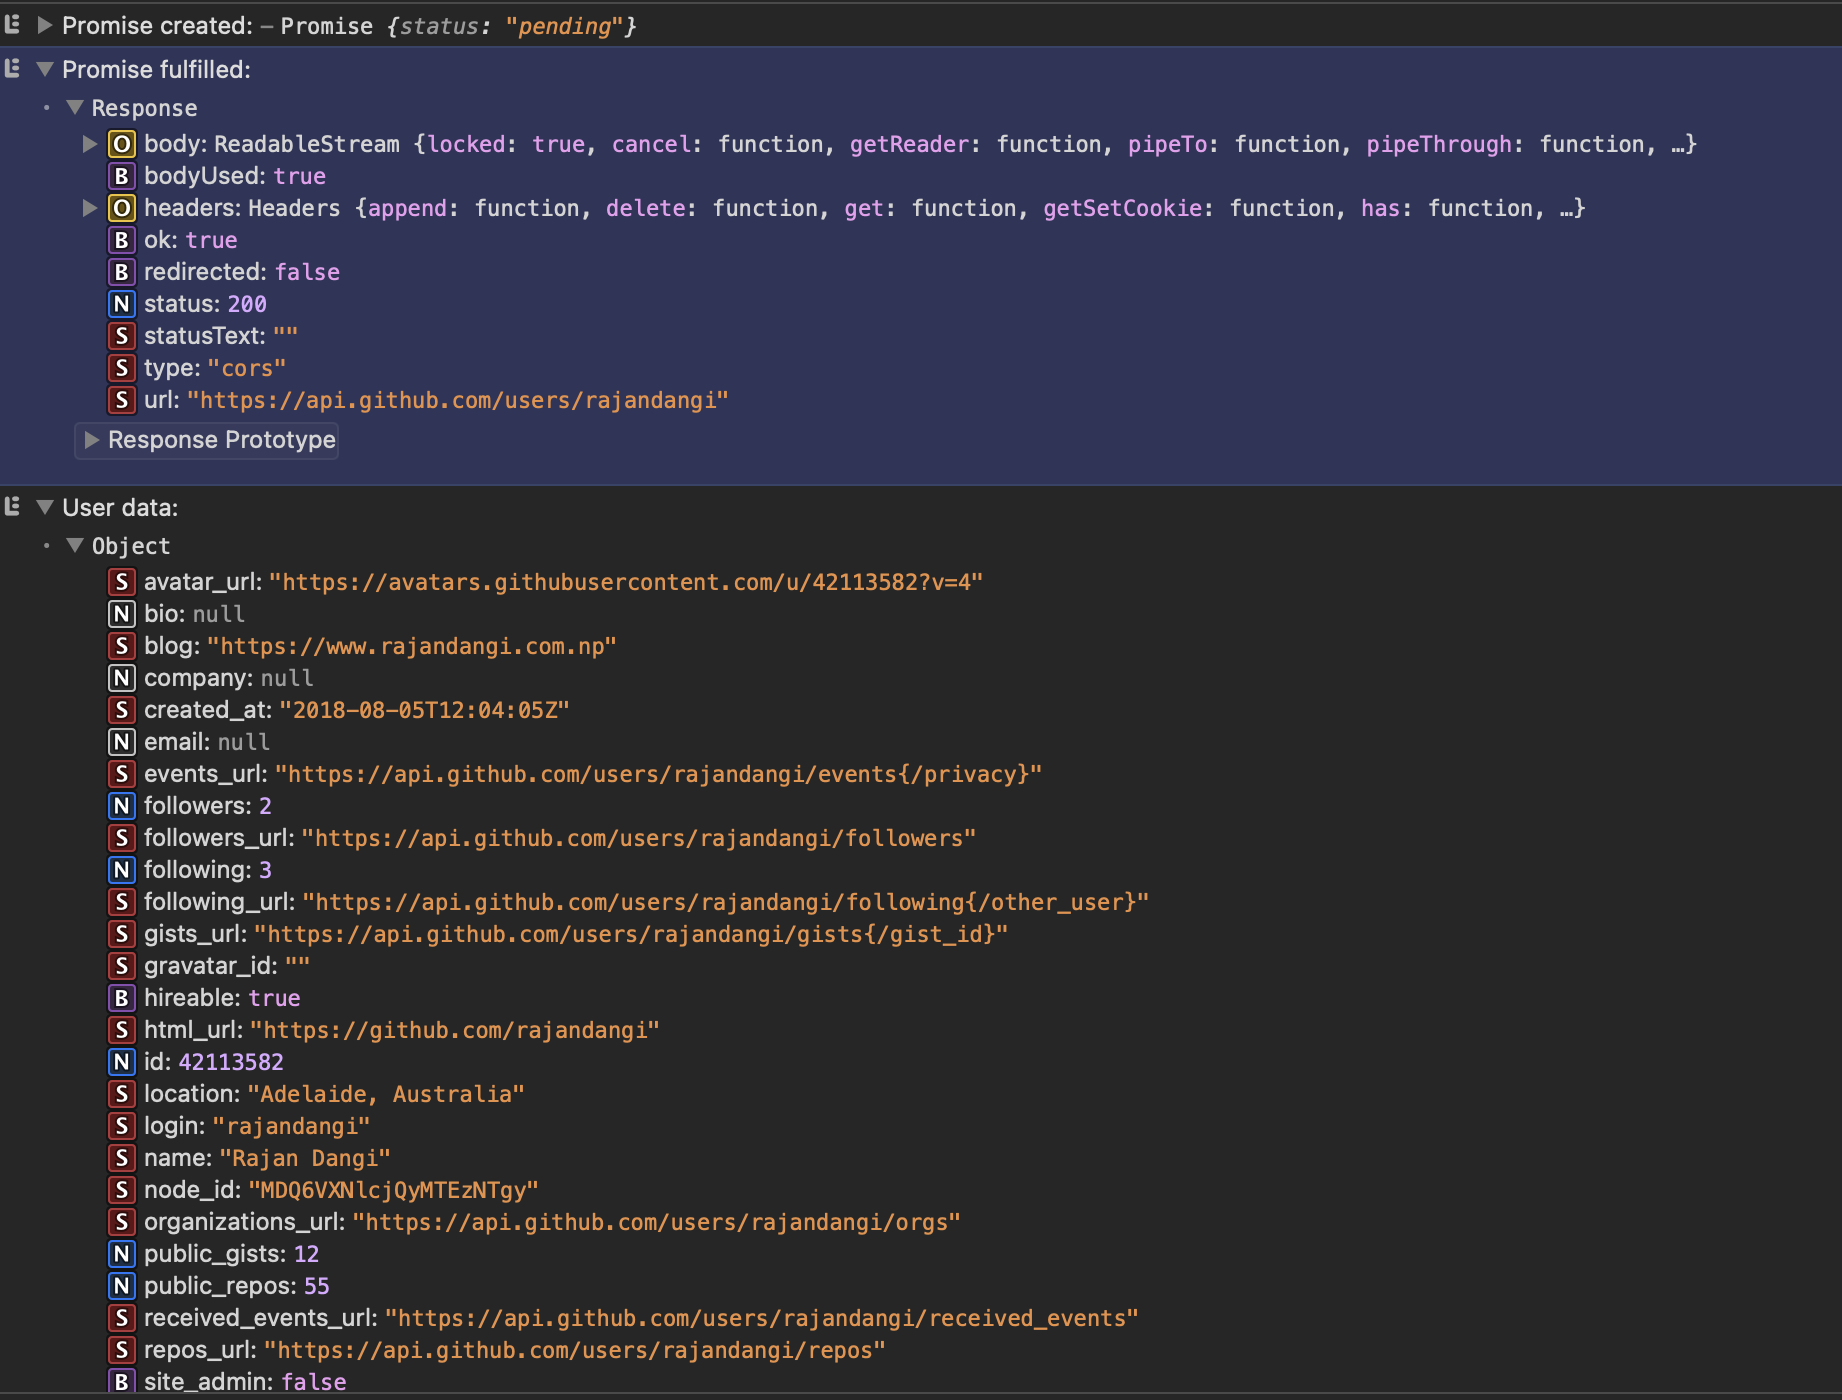 Promise created: – Promise {status: "pending"}
Promise fulfilled:
Response
O body: ReadableStream {locked: true, cancel: function, getReader: function, pipeTo: function, pipeThrough: function, …}
B bodyUsed: true
O headers: Headers {append: function, delete: function, get: function, getSetCookie: function, has: function, …}
B ok: true
B redirected: false
N status: 200
S statusText: ""
S type: "cors"
S url: "https://api.github.com/users/rajandangi"
Response Prototype
User data:
Object
S avatar_url: "https://avatars.githubusercontent.com/u/42113582?v=4"
N bio: null
S blog: "https://www.rajandangi.com.np"
N company: null
S created_at: "2018-08-05T12:04:05Z"
N email: null
S events_url: "https://api.github.com/users/rajandangi/events{/privacy}"
N followers: 2
S followers_url: "https://api.github.com/users/rajandangi/followers"
N following: 3
S following_url: "https://api.github.com/users/rajandangi/following{/other_user}"
S gists_url: "https://api.github.com/users/rajandangi/gists{/gist_id}"
S gravatar_id: ""
B hireable: true
S html_url: "https://github.com/rajandangi"
N id: 42113582
S location: "Adelaide, Australia"
S login: "rajandangi"
S name: "Rajan Dangi"
S node_id: "MDQ6VXNlcjQyMTEzNTgy"
S organizations_url: "https://api.github.com/users/rajandangi/orgs"
N public_gists: 12
N public_repos: 55
S received_events_url: "https://api.github.com/users/rajandangi/received_events"
S repos_url: "https://api.github.com/users/rajandangi/repos"
B site_admin: false